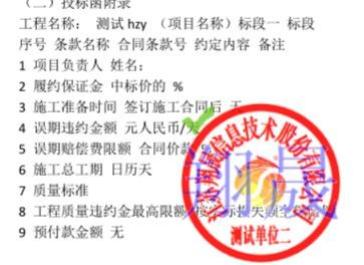 (二)投标函附录
工程名称: 测试hzy (项目名称)标段一 标段
序号 条款名称 合同条款号 约定内容 备注
1 项目负责人 姓名:
2 履约保证金 中标价的 %
3 施工准备时间 签订施工合同后 天
4 误期违约金额 元人民币/天
5 误期赔偿费限额 合同价款 %
6 施工总工期 日历天
7 质量标准
8 工程质量违约金最高限额
9 预付款金额 无
晟信息技术股份有限公司
测试单位二